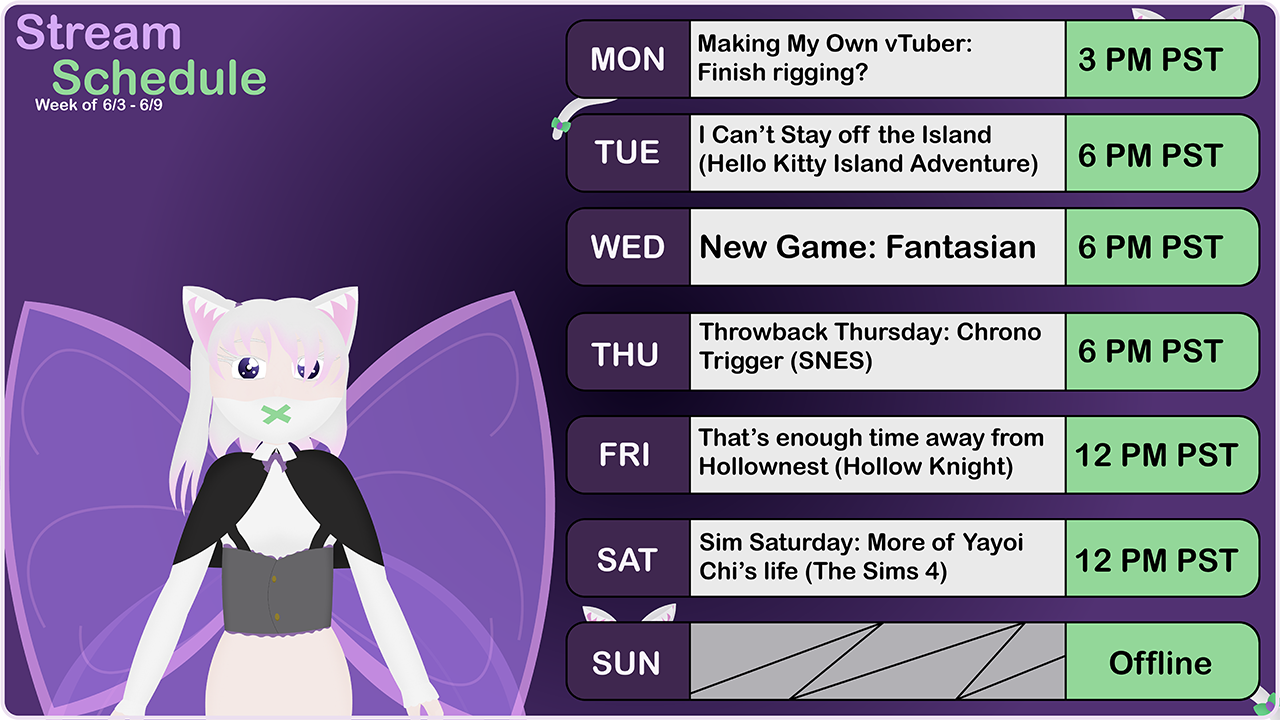 Stream
Schedule
Week of 6/3 - 6/9
MON
Making My Own vTuber:
Finish rigging?
3 PM PST
TUE
I Can't Stay off the Island
(Hello Kitty Island Adventure)
6 PM PST
WED
New Game: Fantasian
6 PM PST
THU
Throwback Thursday: Chrono
Trigger (SNES)
6 PM PST
FRI
That's enough time away from
Hollownest (Hollow Knight)
12 PM PST
SAT
Sim Saturday: More of Yayoi
Chi's life (The Sims 4)
12 PM PST
SUN
Offline